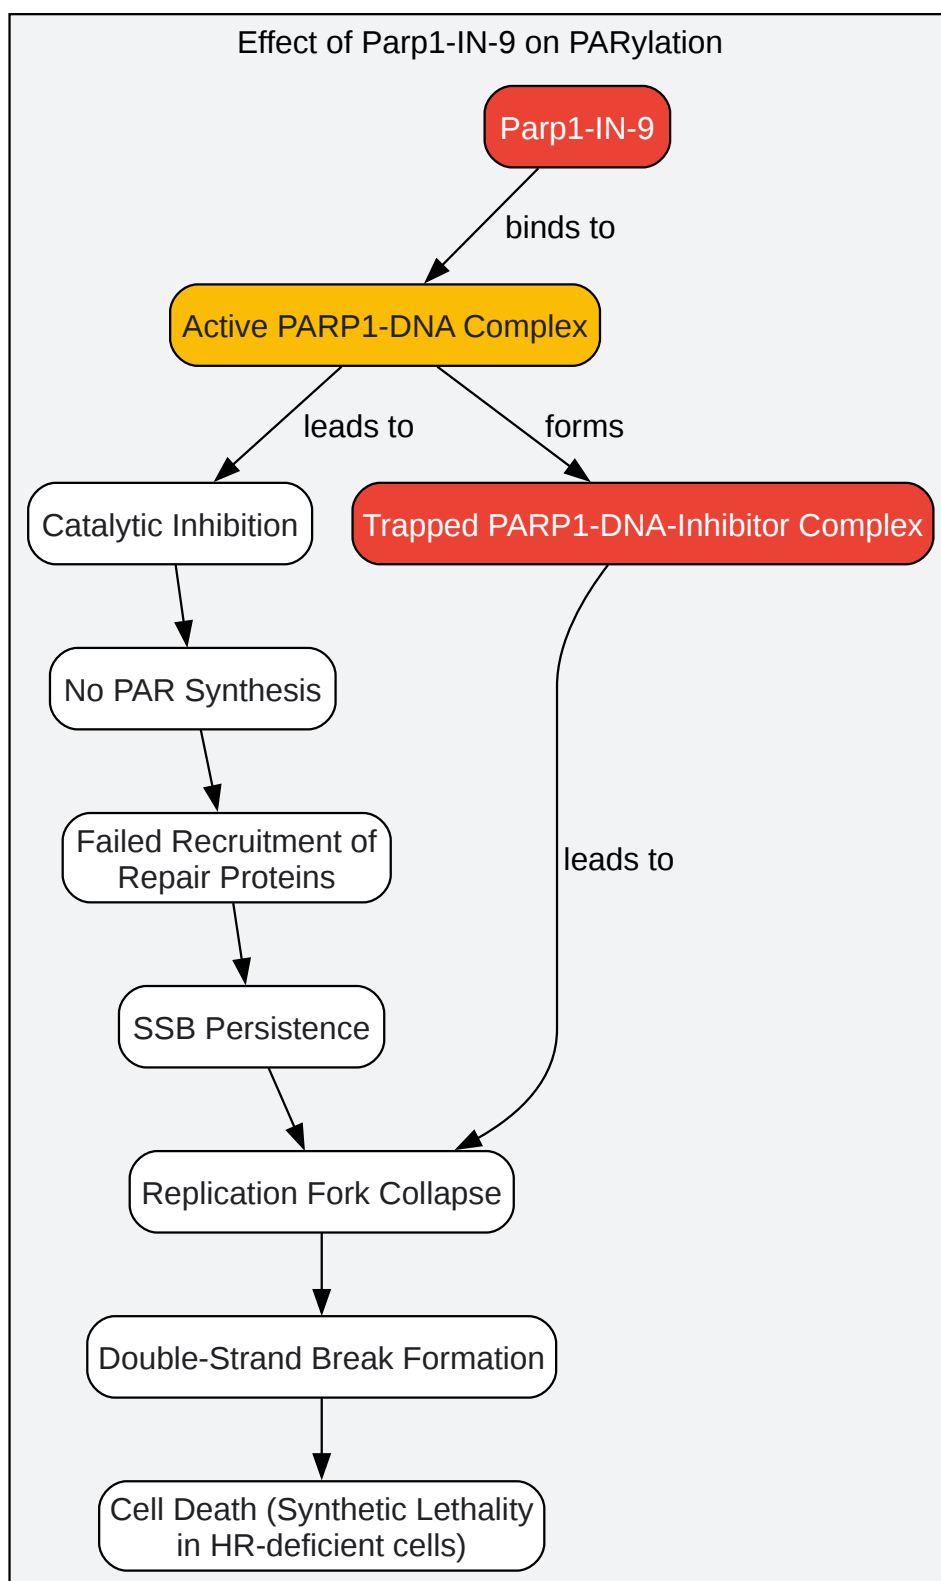 Effect of Parp1-IN-9 on PARylation
Parp1-IN-9
binds to
Active PARP1-DNA Complex
leads to
forms
Catalytic Inhibition
Trapped PARP1-DNA-Inhibitor Complex
No PAR Synthesis
Failed Recruitment of
Repair Proteins
leads to
SSB Persistence
Replication Fork Collapse
Double-Strand Break Formation
Cell Death (Synthetic Lethality
in HR-deficient cells)